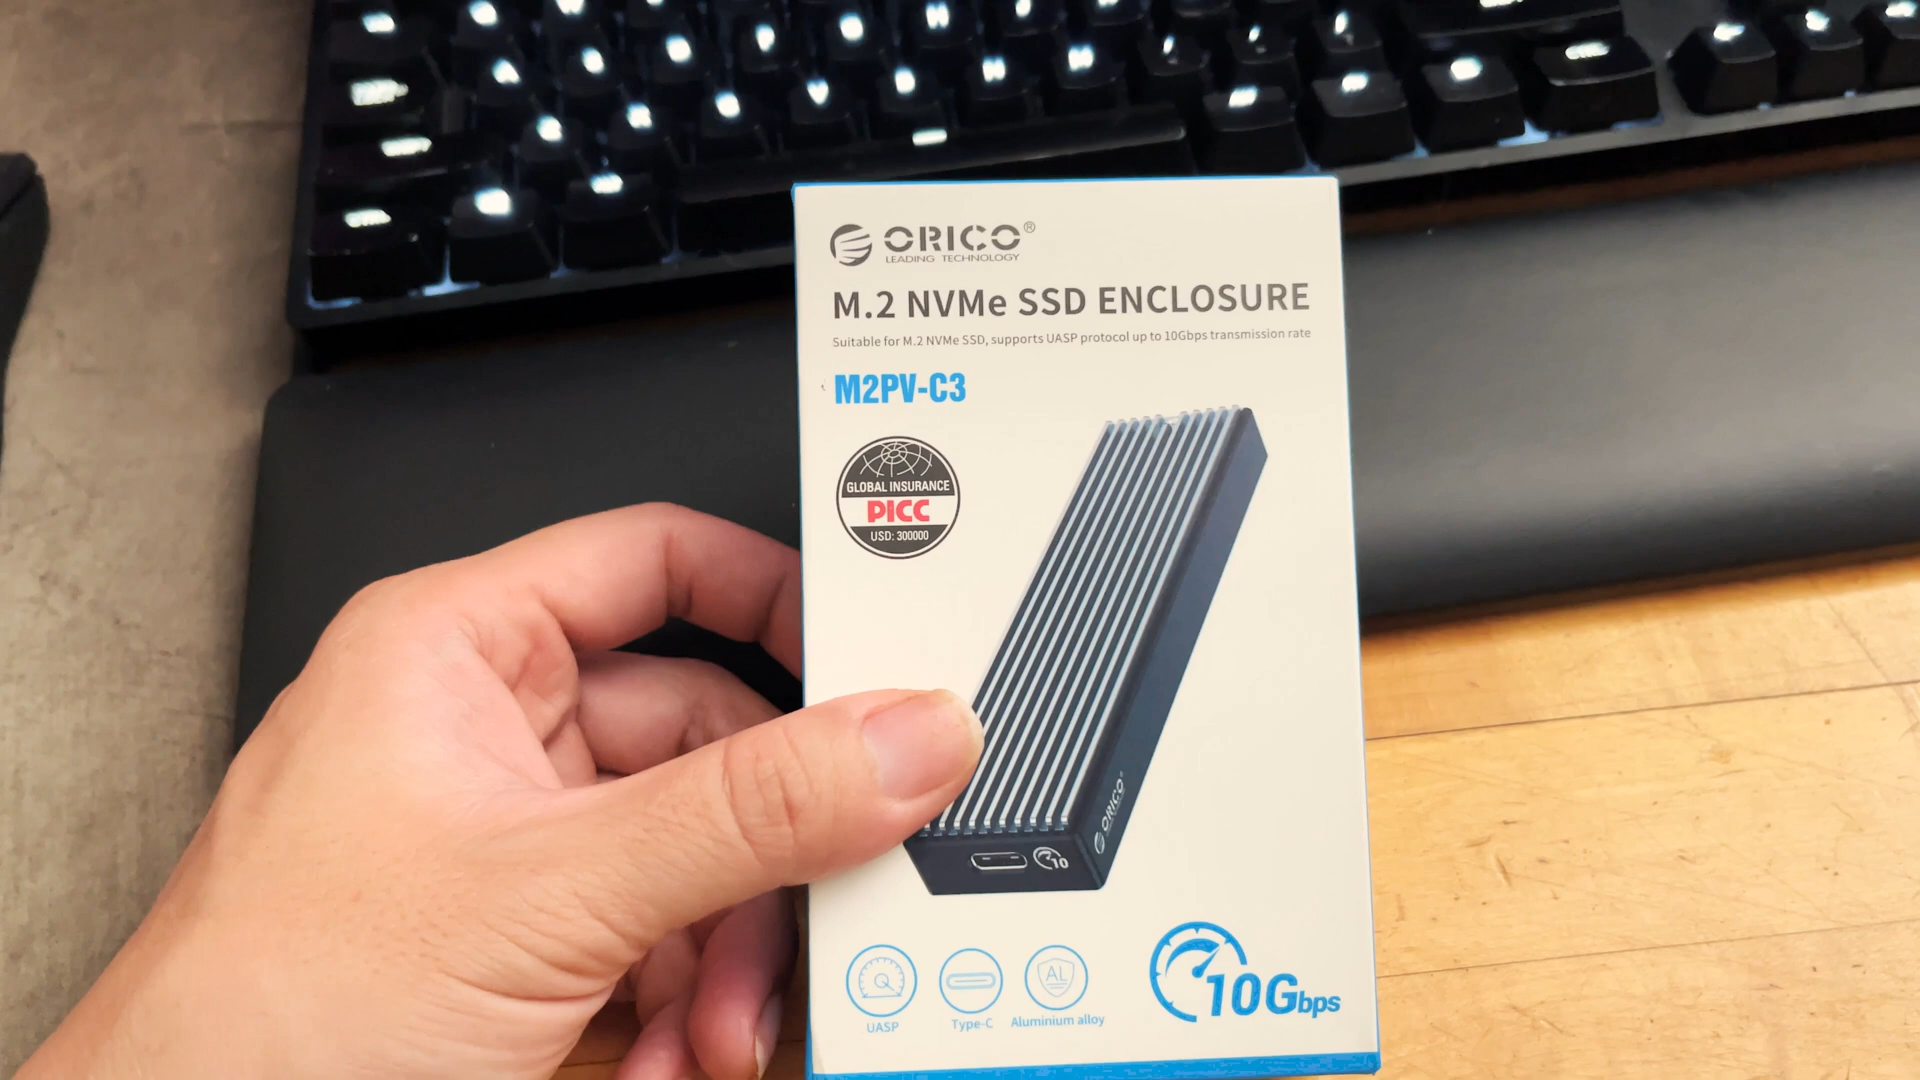 ORICO®
LEADING TECHNOLOGY
M.2 NVMe SSD ENCLOSURE
Suitable for M.2 NVMe SSD, supports UASP protocol up to 10Gbps transmission rate
M2PV-C3
GLOBAL INSURANCE
PICC
USD: 300000
ORICO
10
AL
UASP
Type-C
Aluminium alloy
10Gbps